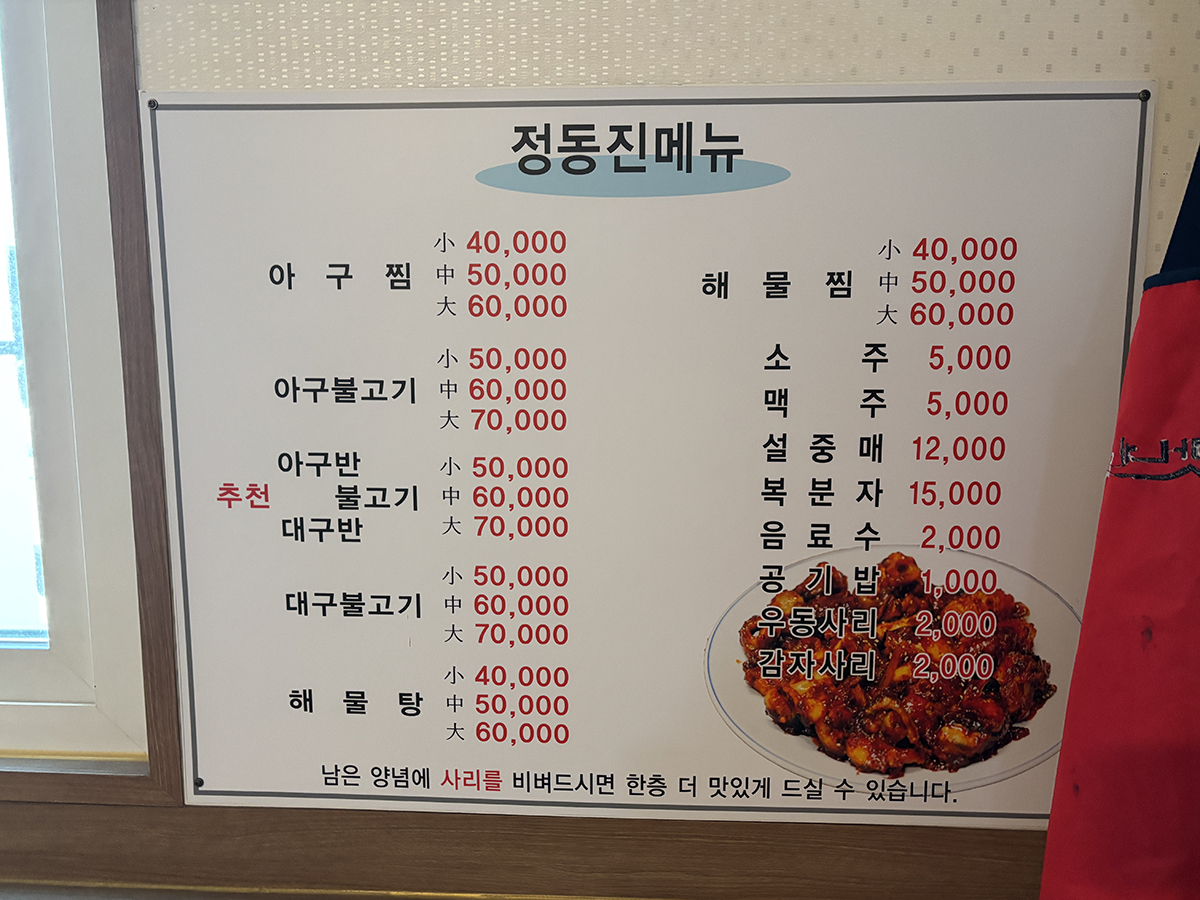 정동진메뉴
小 40,000
아 구 찜 中 50,000
大 60,000
小 50,000
아구불고기 中 60,000
大 70,000
아구반 小 50,000
추천 불고기 中 60,000
대구반 大 70,000
小 50,000
대구불고기 中 60,000
大 70,000
小 40,000
해 물 탕 中 50,000
大 60,000
小 40,000
해 물 찜 中 50,000
大 60,000
소 주 5,000
맥 주 5,000
설 중 매 12,000
복 분 자 15,000
음 료 수 2,000
공 기 밥 1,000
우동사리 2,000
감자사리 2,000
남은 양념에 사리를 비벼드시면 한층 더 맛있게 드실 수 있습니다.